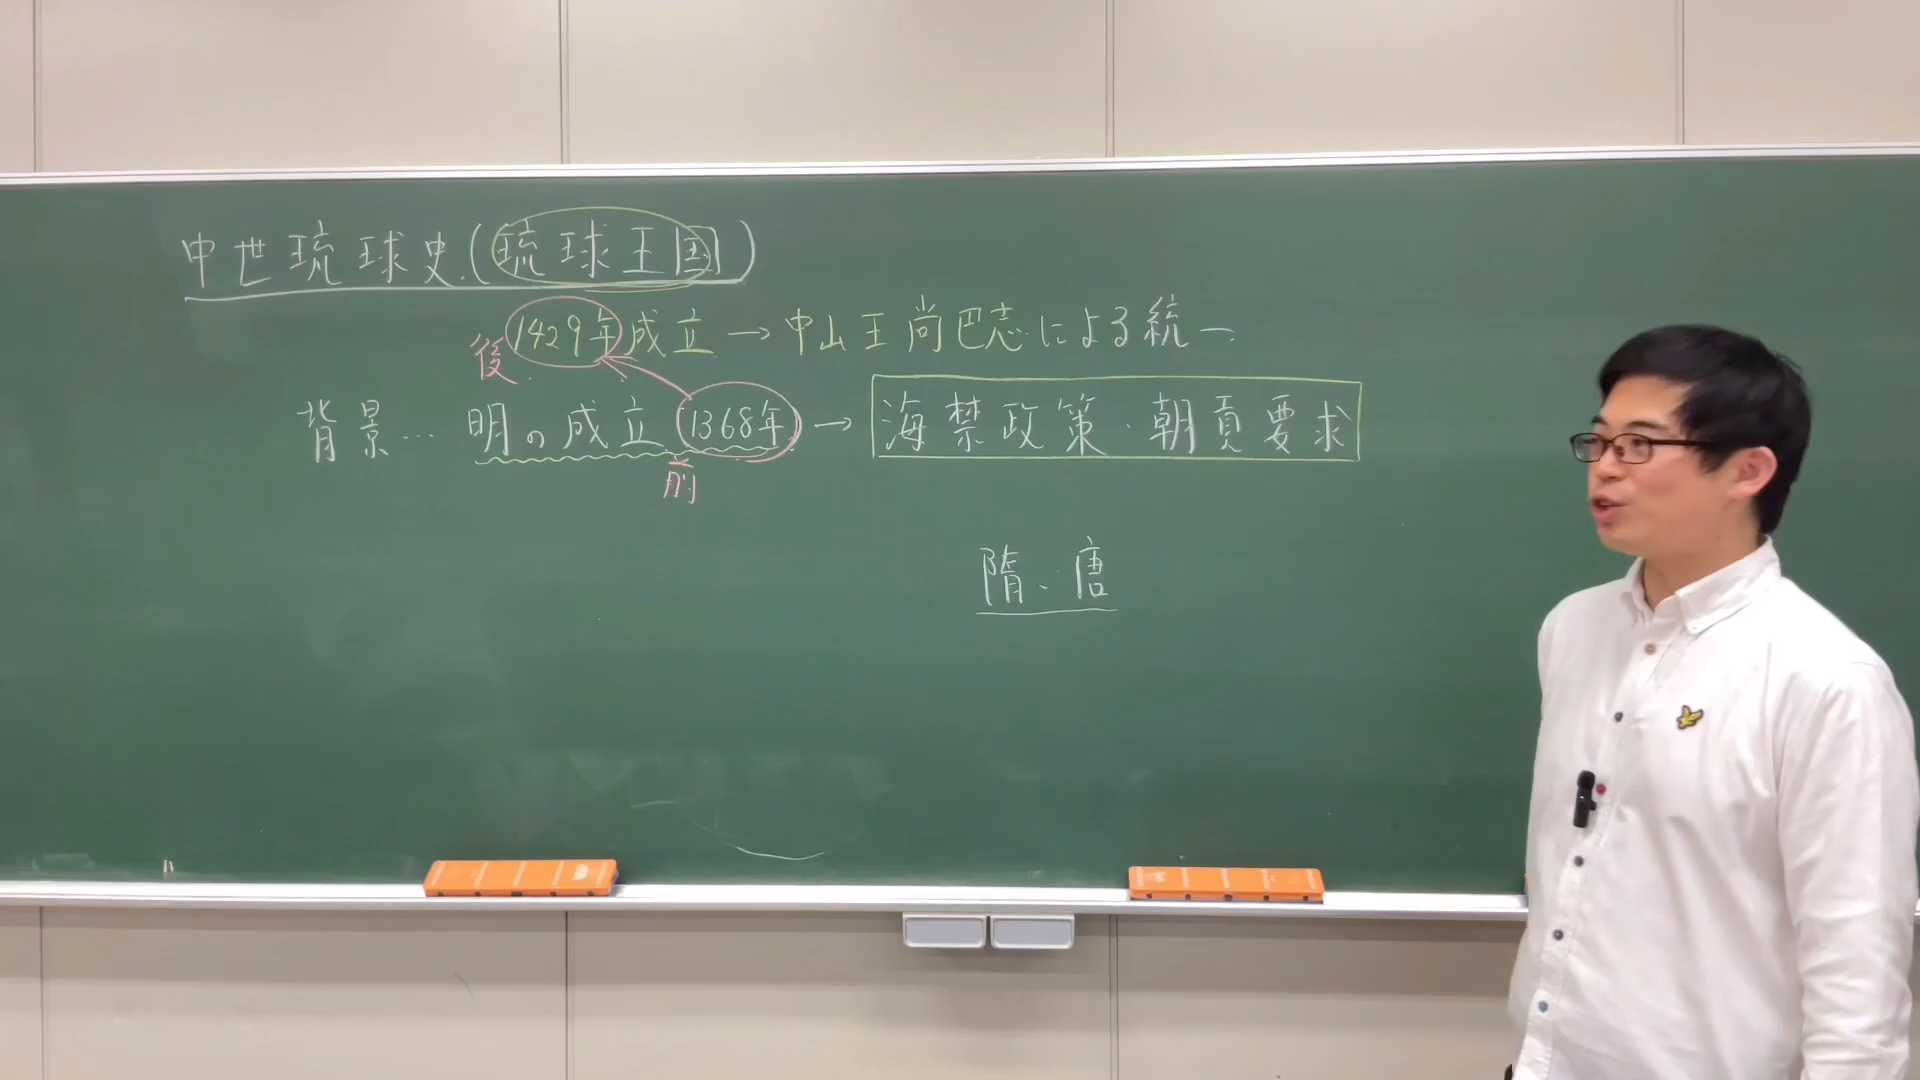 中世琉球史(琉球王国)
1429年成立→中山王尚巴志による統一
後
背景…明の成立 1368年→海禁政策・朝貢要求
前
隋、唐